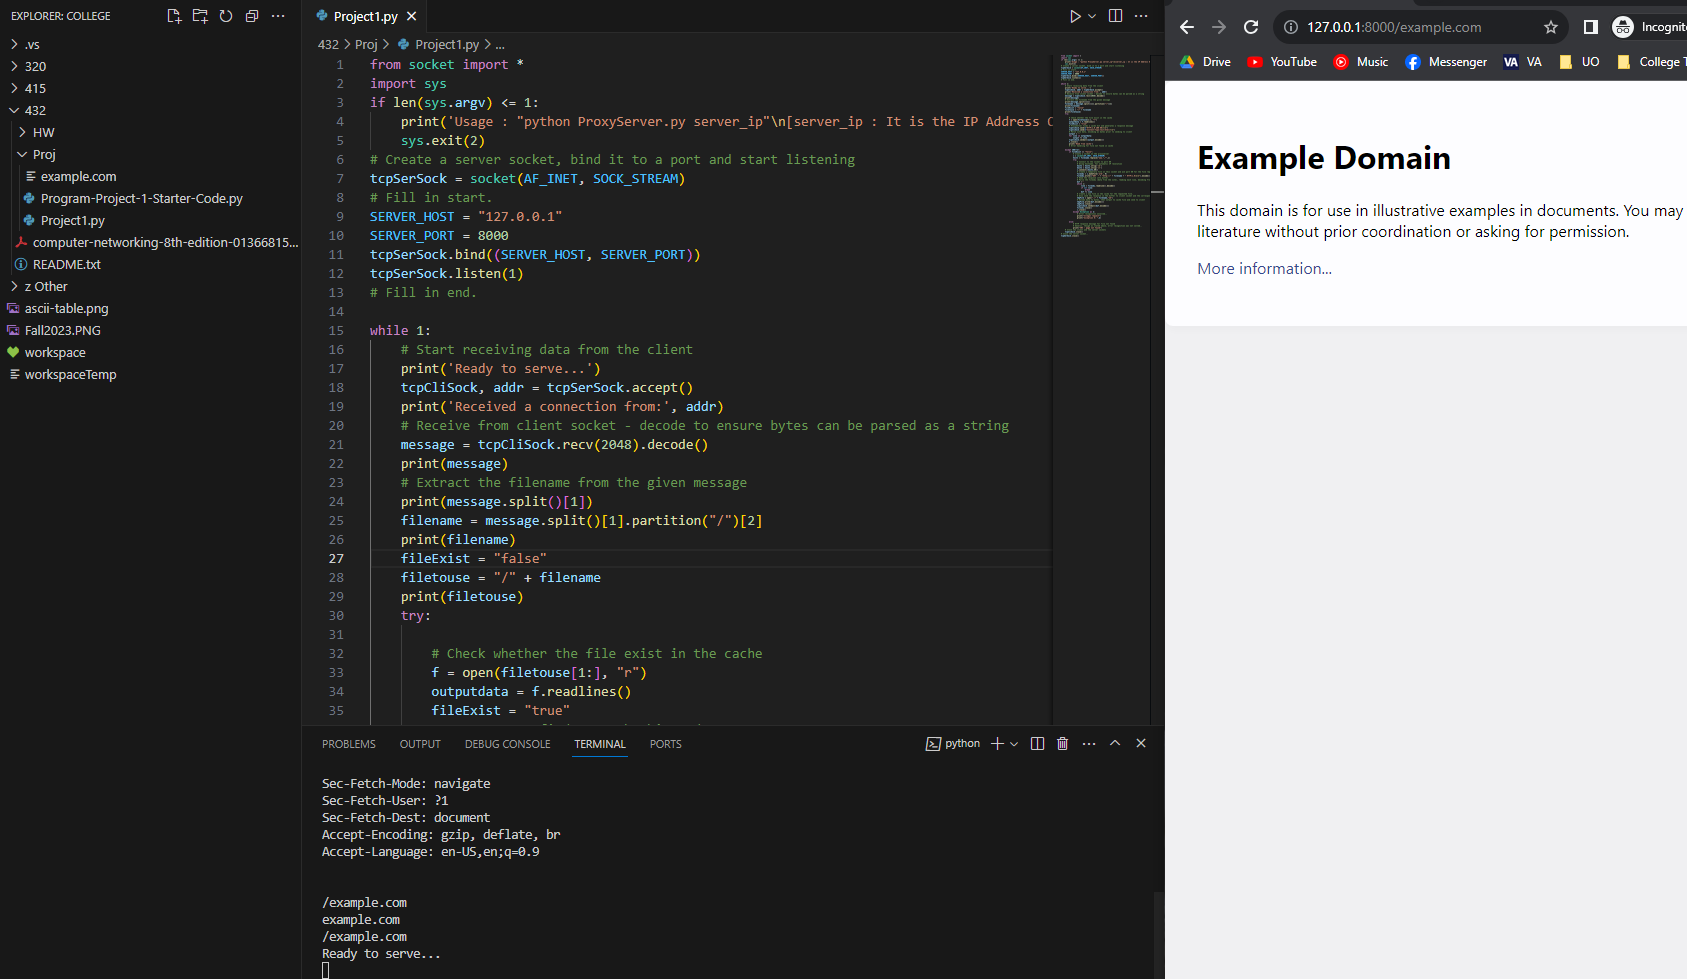 EXPLORER: COLLEGE
.vs
320
415
432
HW
Proj
example.com
Program-Project-1-Starter-Code.py
Project1.py
computer-networking-8th-edition-01366815...
README.txt
z Other
ascii-table.png
Fall2023.PNG
workspace
workspaceTemp
Project1.py
432 > Proj > Project1.py > ...
1 from socket import *
2 import sys
3 if len(sys.argv) <= 1:
4 print('Usage : "python ProxyServer.py server_ip"\n[server_ip : It is the IP Address
5 sys.exit(2)
6 # Create a server socket, bind it to a port and start listening
7 tcpSerSock = socket(AF_INET, SOCK_STREAM)
8 # Fill in start.
9 SERVER_HOST = "127.0.0.1"
10 SERVER_PORT = 8000
11 tcpSerSock.bind((SERVER_HOST, SERVER_PORT))
12 tcpSerSock.listen(1)
13 # Fill in end.
14
15 while 1:
16 # Start receiving data from the client
17 print('Ready to serve...')
18 tcpCliSock, addr = tcpSerSock.accept()
19 print('Received a connection from:', addr)
20 # Receive from client socket - decode to ensure bytes can be parsed as a string
21 message = tcpCliSock.recv(2048).decode()
22 print(message)
23 # Extract the filename from the given message
24 print(message.split()[1])
25 filename = message.split()[1].partition("/")[2]
26 print(filename)
27 fileExist = "false"
28 filetouse = "/" + filename
29 print(filetouse)
30 try:
31
32 # Check whether the file exist in the cache
33 f = open(filetouse[1:], "r")
34 outputdata = f.readlines()
35 fileExist = "true"
PROBLEMS OUTPUT DEBUG CONSOLE TERMINAL PORTS
python
Sec-Fetch-Mode: navigate
Sec-Fetch-User: ?1
Sec-Fetch-Dest: document
Accept-Encoding: gzip, deflate, br
Accept-Language: en-US,en;q=0.9
/example.com
example.com
/example.com
Ready to serve...
127.0.0.1:8000/example.com
Incognit
Drive YouTube Music Messenger VA VA UO College
Example Domain
This domain is for use in illustrative examples in documents. You may
literature without prior coordination or asking for permission.
More information...